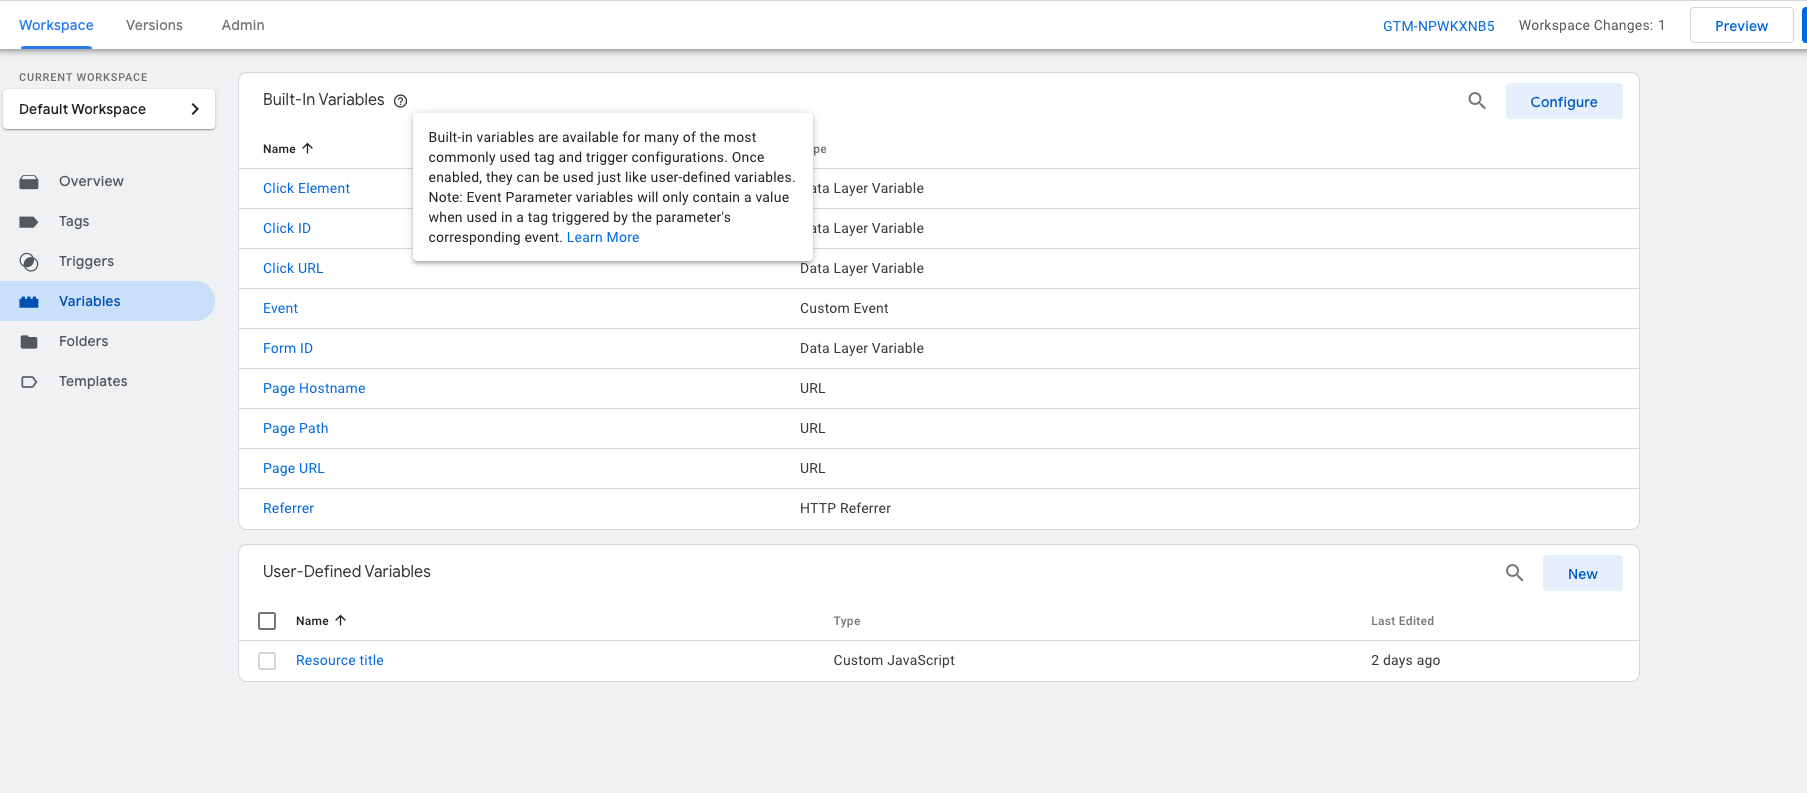 Workspace Versions Admin GTM-NPWKXNB5 Workspace Changes: 1 Preview
CURRENT WORKSPACE
Default Workspace
Overview
Tags
Triggers
Variables
Folders
Templates
Built-In Variables Configure
Built-in variables are available for many of the most
commonly used tag and trigger configurations. Once
enabled, they can be used just like user-defined variables.
Note: Event Parameter variables will only contain a value
when used in a tag triggered by the parameter's
corresponding event. Learn More
Name
Click Element Layer Variable
Click ID Layer Variable
Click URL Data Layer Variable
Event Custom Event
Form ID Data Layer Variable
Page Hostname URL
Page Path URL
Page URL URL
Referrer HTTP Referrer
User-Defined Variables New
Name Type Last Edited
Resource title Custom JavaScript 2 days ago